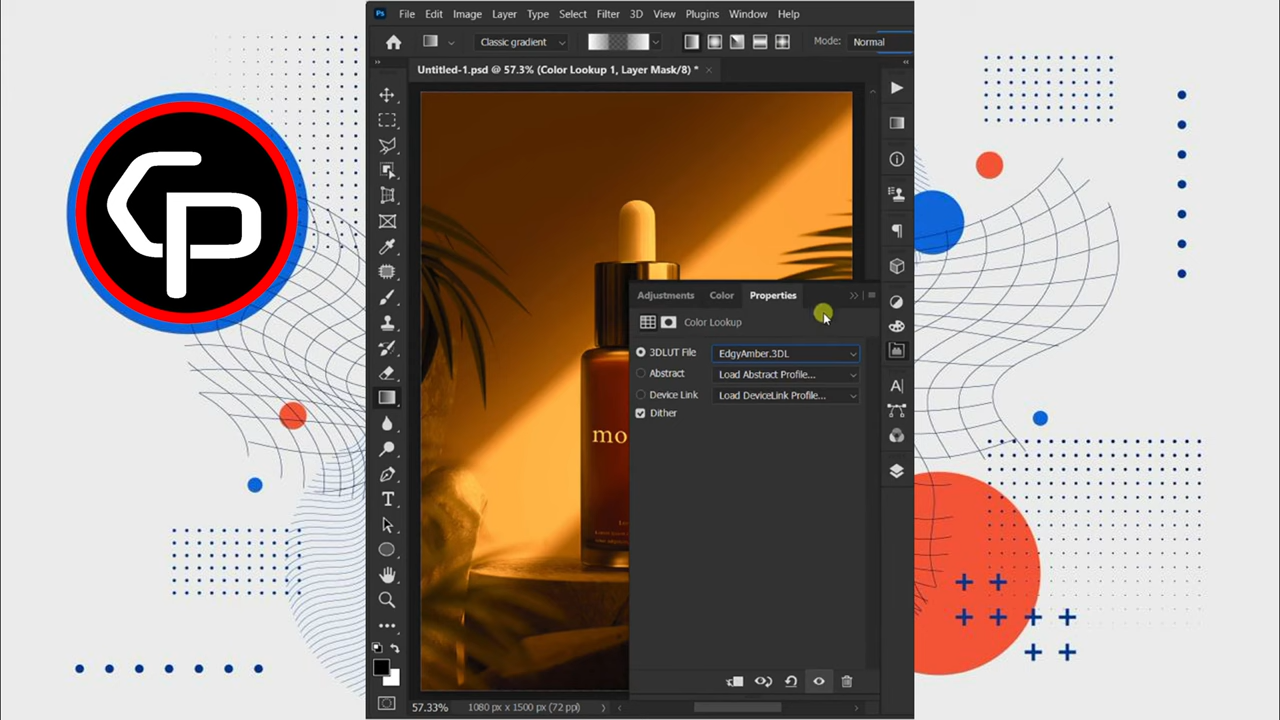 CP
Ps File Edit Image Layer Type Select Filter 3D View Plugins Window Help
Classic gradient Mode: Normal
Untitled-1.psd @ 57.3% (Color Lookup 1, Layer Mask/8) * ×
Adjustments Color Properties
Color Lookup
3DLUT File EdgyAmber.3DL
Abstract Load Abstract Profile...
Device Link Load DeviceLink Profile...
Dither
mo
57.33% 1080 px x 1500 px (72 ppi)